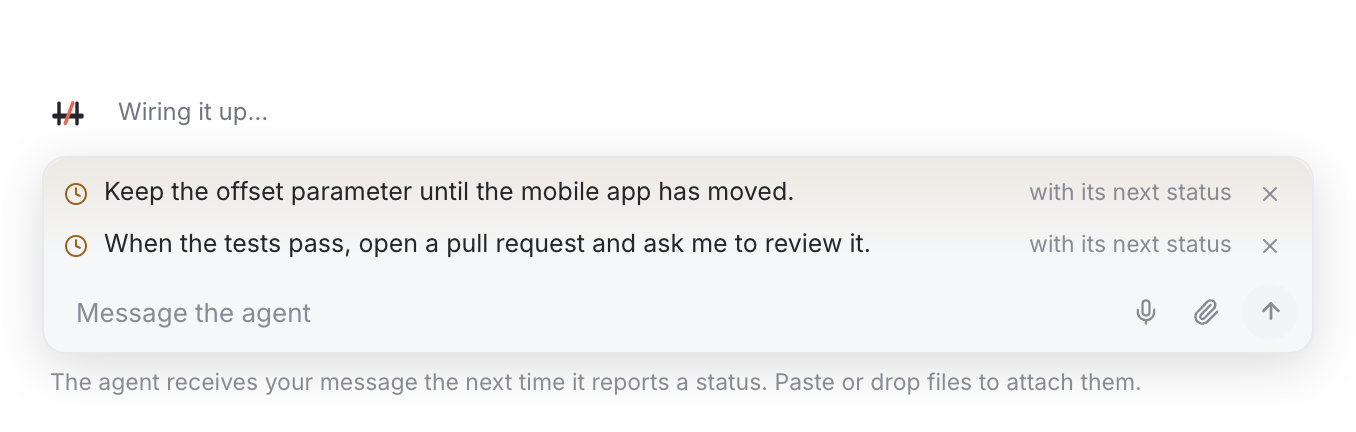 Wiring it up...
Keep the offset parameter until the mobile app has moved. with its next status
When the tests pass, open a pull request and ask me to review it. with its next status
Message the agent
The agent receives your message the next time it reports a status. Paste or drop files to attach them.